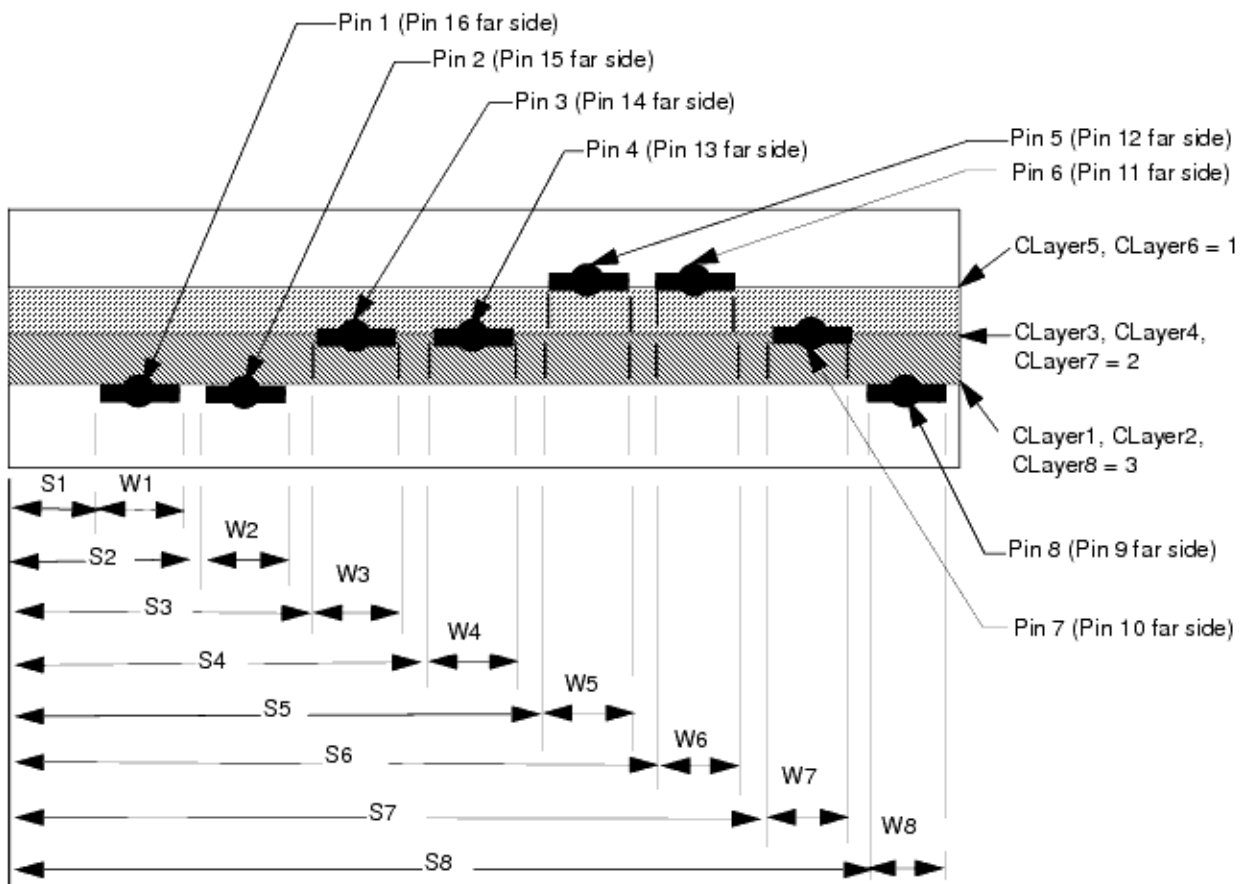 Pin 1 (Pin 16 far side)
Pin 2 (Pin 15 far side)
Pin 3 (Pin 14 far side)
Pin 4 (Pin 13 far side)
Pin 5 (Pin 12 far side)
Pin 6 (Pin 11 far side)
CLayer5, CLayer6 = 1
CLayer3, CLayer4,
CLayer7 = 2
CLayer1, CLayer2,
CLayer8 = 3
Pin 8 (Pin 9 far side)
Pin 7 (Pin 10 far side)
S1
W1
S2
W2
S3
W3
S4
W4
S5
W5
S6
W6
S7
W7
S8
W8